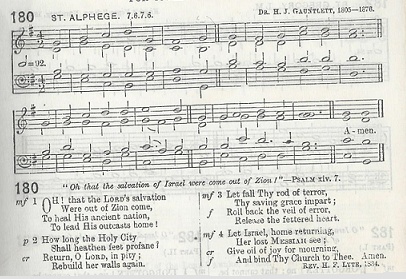 180 ST. ALPHEGE. 7.6.7.6. DR. H. J. GAUNTLETT, 1805—1876.
=92.
A - men.
180 "Oh that the salvation of Israel were come out of Zion!"—PSALM xiv. 7.
mf 1 OH! that the LORD's salvation
Were out of Zion come,
To heal His ancient nation,
To lead His outcasts home!
p 2 How long the Holy City
Shall heathen feet profane?
cr Return, O LORD, in pity;
Rebuild her walls again.
mf 3 Let fall Thy rod of terror,
Thy saving grace impart;
f Roll back the veil of error,
Release the fettered heart.
mf 4 Let Israel, home returning,
Her lost MESSIAH see;
cr Give oil of joy for mourning,
f And bind Thy Church to Thee. Amen.
REV. H. F. LYTE, 1834.